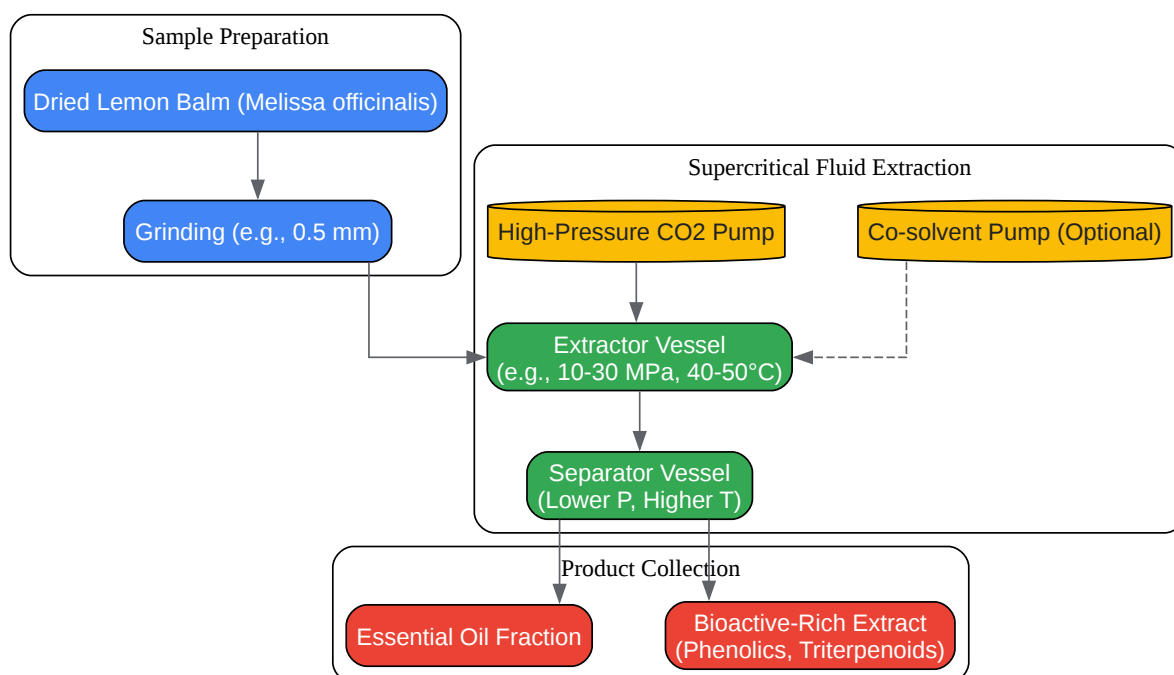 Sample Preparation
Dried Lemon Balm (Melissa officinalis)
Grinding (e.g., 0.5 mm)
Supercritical Fluid Extraction
High-Pressure CO2 Pump
Co-solvent Pump (Optional)
Extractor Vessel
(e.g., 10-30 MPa, 40-50°C)
Separator Vessel
(Lower P, Higher T)
Product Collection
Essential Oil Fraction
Bioactive-Rich Extract
(Phenolics, Triterpenoids)